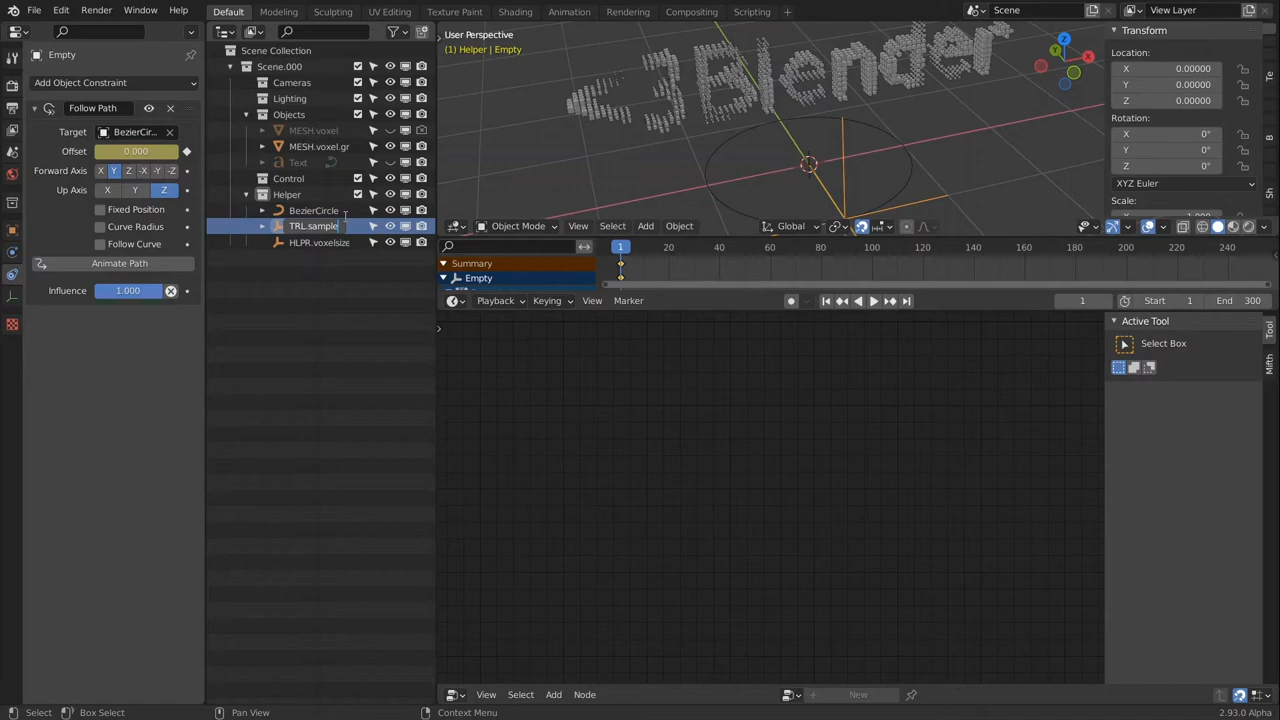 File Edit Render Window Help
Default Modeling Sculpting UV Editing Texture Paint Shading Animation Rendering Compositing Scripting
Scene
View Layer
Empty
Add Object Constraint
Follow Path
Target BezierCir...
Offset 0.000
Forward Axis X Y Z -X -Y -Z
Up Axis X Y Z
Fixed Position
Curve Radius
Follow Curve
Animate Path
Influence 1.000
Scene Collection
Scene.000
Cameras
Lighting
Objects
MESH.voxel
MESH.voxel.gr
Text
Control
Helper
BezierCircle
TRL.sample
HLPR.voxelsize
User Perspective
(1) Helper | Empty
Blender
Z
Y
X
Object Mode View Select Add Object Global
Transform
Location:
X 0.00000
Y 0.00000
Z 0.00000
Rotation:
X 0°
Y 0°
Z 0°
XYZ Euler
1 20 40 60 80 100 120 140 160 180 200 220 240
Summary
Empty
Playback Keying View Marker
1 Start 1 End 300
Active Tool
Select Box
Tool
View Select Add Node
New
Select Box Select Pan View Context Menu 2.93.0 Alpha